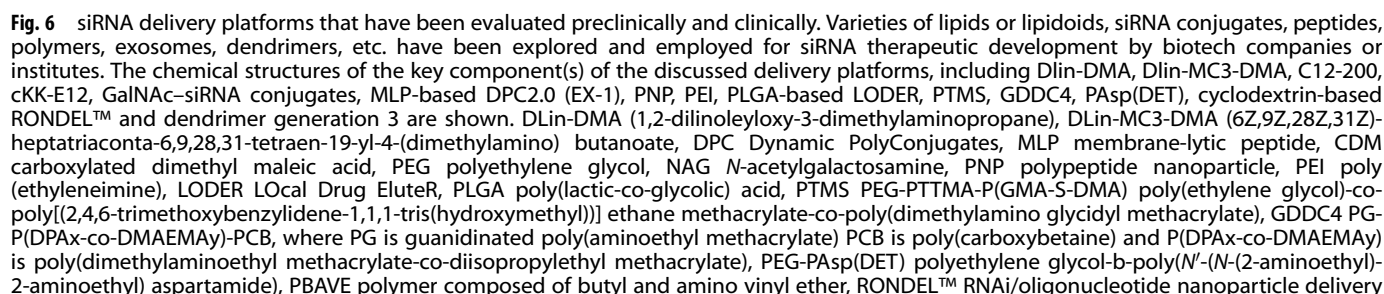 Fig. 6 siRNA delivery platforms that have been evaluated preclinically and clinically. Varieties of lipids or lipidoids, siRNA conjugates, peptides,
polymers, exosomes, dendrimers, etc. have been explored and employed for siRNA therapeutic development by biotech companies or
institutes. The chemical structures of the key component(s) of the discussed delivery platforms, including Dlin-DMA, Dlin-MC3-DMA, C12-200,
cKK-E12, GalNAc–siRNA conjugates, MLP-based DPC2.0 (EX-1), PNP, PEI, PLGA-based LODER, PTMS, GDDC4, PAsp(DET), cyclodextrin-based
RONDEL™ and dendrimer generation 3 are shown. DLin-DMA (1,2-dilinoleyloxy-3-dimethylaminopropane), DLin-MC3-DMA (6Z,9Z,28Z,31Z)-
heptatriaconta-6,9,28,31-tetraen-19-yl-4-(dimethylamino) butanoate, DPC Dynamic PolyConjugates, MLP membrane-lytic peptide, CDM
carboxylated dimethyl maleic acid, PEG polyethylene glycol, NAG N-acetylgalactosamine, PNP polypeptide nanoparticle, PEI poly
(ethyleneimine), LODER LOcal Drug EluteR, PLGA poly(lactic-co-glycolic) acid, PTMS PEG-PTTMA-P(GMA-S-DMA) poly(ethylene glycol)-co-
poly[(2,4,6-trimethoxybenzylidene-1,1,1-tris(hydroxymethyl))] ethane methacrylate-co-poly(dimethylamino glycidyl methacrylate), GDDC4 PG-
P(DPAx-co-DMAEMAy)-PCB, where PG is guanidinated poly(aminoethyl methacrylate) PCB is poly(carboxybetaine) and P(DPAx-co-DMAEMAy)
is poly(dimethylaminoethyl methacrylate-co-diisopropylethyl methacrylate), PEG-PAsp(DET) polyethylene glycol-b-poly(N′-(N-(2-aminoethyl)-
2-aminoethyl) aspartamide), PBAVE polymer composed of butyl and amino vinyl ether, RONDEL™ RNAi/oligonucleotide nanoparticle delivery